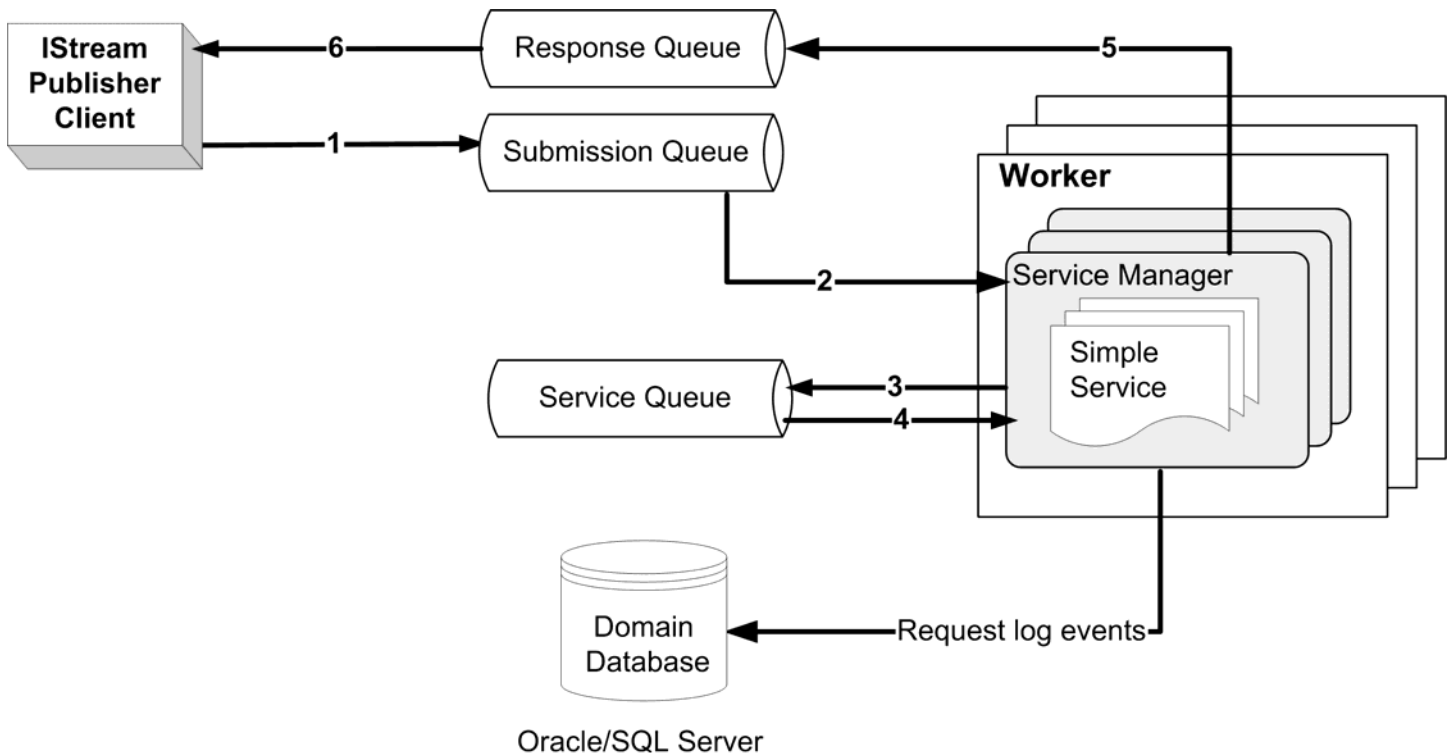 IStream
Publisher
Client
6
Response Queue
5
1
Submission Queue
Worker
2
Service Manager
Simple
Service
Service Queue
3
4
Domain
Database
Request log events
Oracle/SQL Server